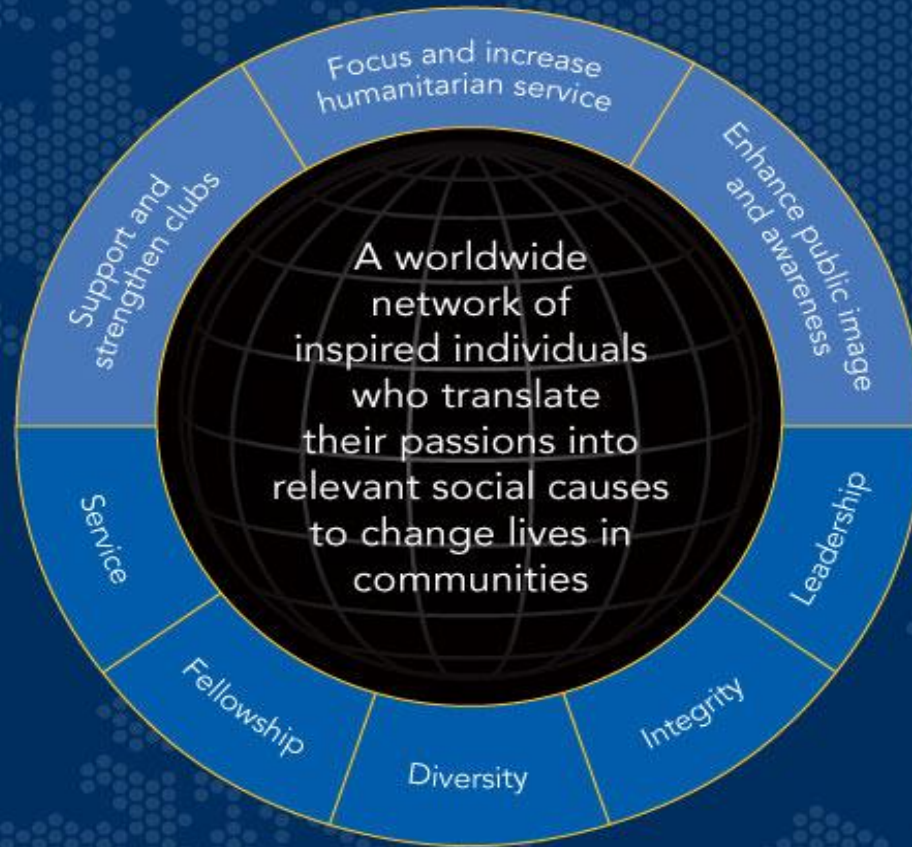 Focus and increase
humanitarian service
Support and
strengthen clubs
Enhance public image
and awareness
A worldwide
network of
inspired individuals
who translate
their passions into
relevant social causes
to change lives in
communities
Service
Fellowship
Diversity
Integrity
Leadership